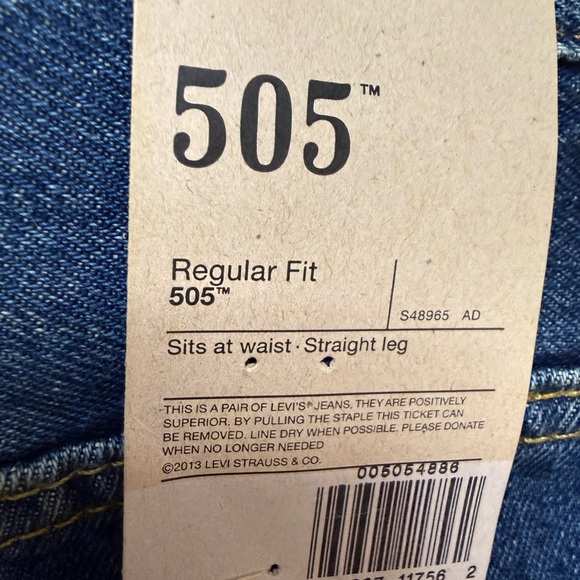 505™
Regular Fit
505™
S48965 AD
Sits at waist · Straight leg
THIS IS A PAIR OF LEVI'S® JEANS, THEY ARE POSITIVELY
SUPERIOR. BY PULLING THE STAPLE THIS TICKET CAN
BE REMOVED. LINE DRY WHEN POSSIBLE. PLEASE DONATE
WHEN NO LONGER NEEDED
©2013 LEVI STRAUSS & CO.
005054886
11756 2